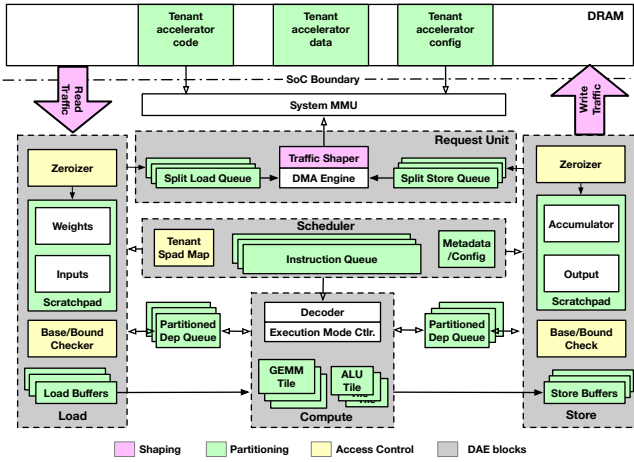 DRAM
Tenant
accelerator
code
Tenant
accelerator
data
Tenant
accelerator
config
SoC Boundary
Read
Traffic
Write
Traffic
System MMU
Request Unit
Traffic Shaper
DMA Engine
Split Load Queue
Split Store Queue
Zeroizer
Weights
Inputs
Scratchpad
Base/Bound
Checker
Load Buffers
Load
Scheduler
Tenant
Spad Map
Instruction Queue
Metadata
/Config
Partitioned
Dep Queue
Decoder
Execution Mode Ctlr.
Partitioned
Dep Queue
GEMM
Tile
ALU
Tile
Compute
Zeroizer
Accumulator
Output
Scratchpad
Base/Bound
Check
Store Buffers
Store
Shaping
Partitioning
Access Control
DAE blocks